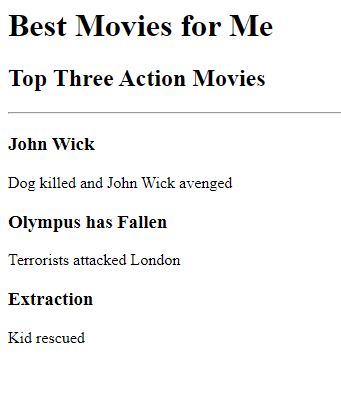 Best Movies for Me
Top Three Action Movies
John Wick
Dog killed and John Wick avenged
Olympus has Fallen
Terrorists attacked London
Extraction
Kid rescued